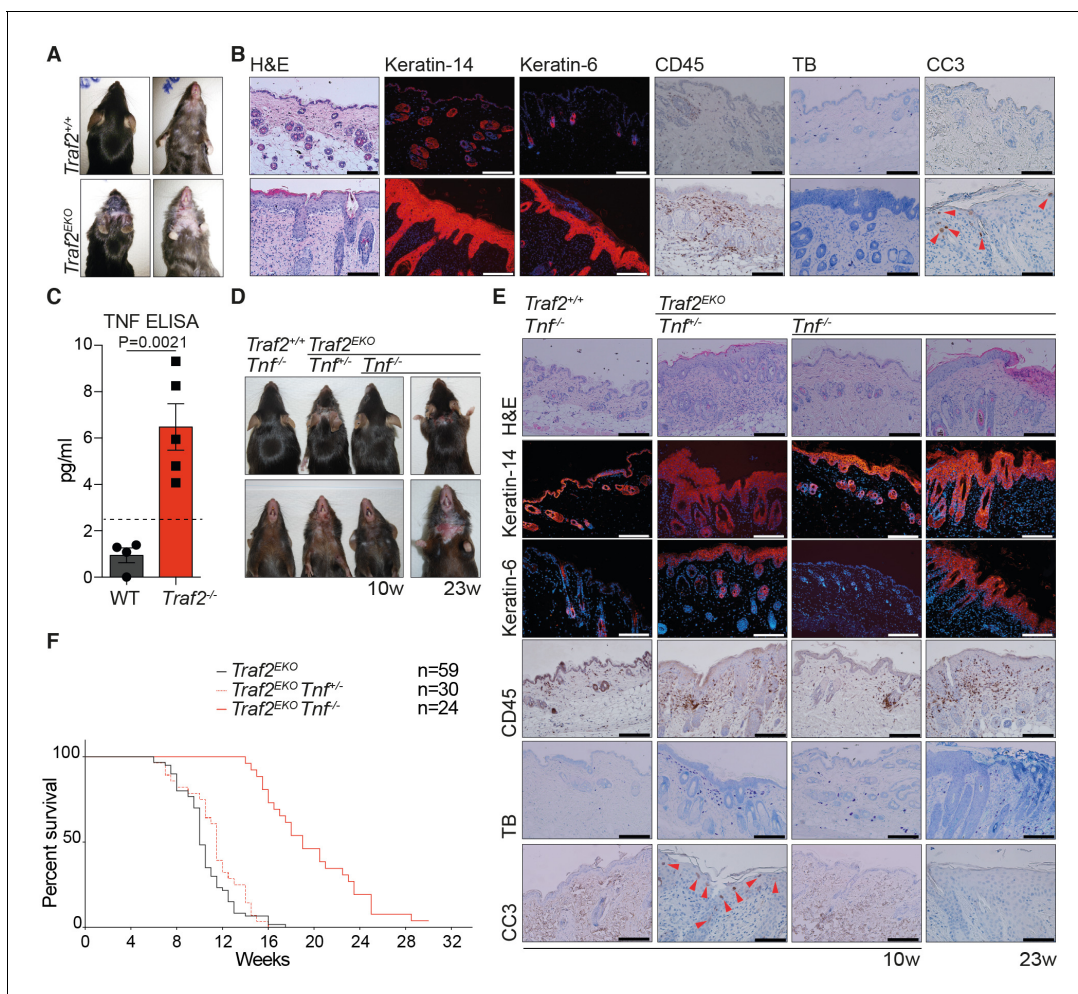 A
B
H&E
Keratin-14
Keratin-6
CD45
TB
CC3
Traf2+/+
Traf2EKO
C
TNF ELISA
P=0.0021
10
8
6
4
2
0
pg/ml
WT
Traf2-/-
D
Traf2+/+ Traf2EKO
Tnf-/- Tnf+/- Tnf-/-
10w
23w
E
Traf2+/+ Traf2EKO
Tnf-/- Tnf+/- Tnf-/-
H&E
Keratin-14
Keratin-6
CD45
TB
CC3
10w
23w
F
Traf2EKO n=59
Traf2EKO Tnf+/- n=30
Traf2EKO Tnf-/- n=24
100
50
0
Percent survival
0 4 8 12 16 20 24 28 32
Weeks